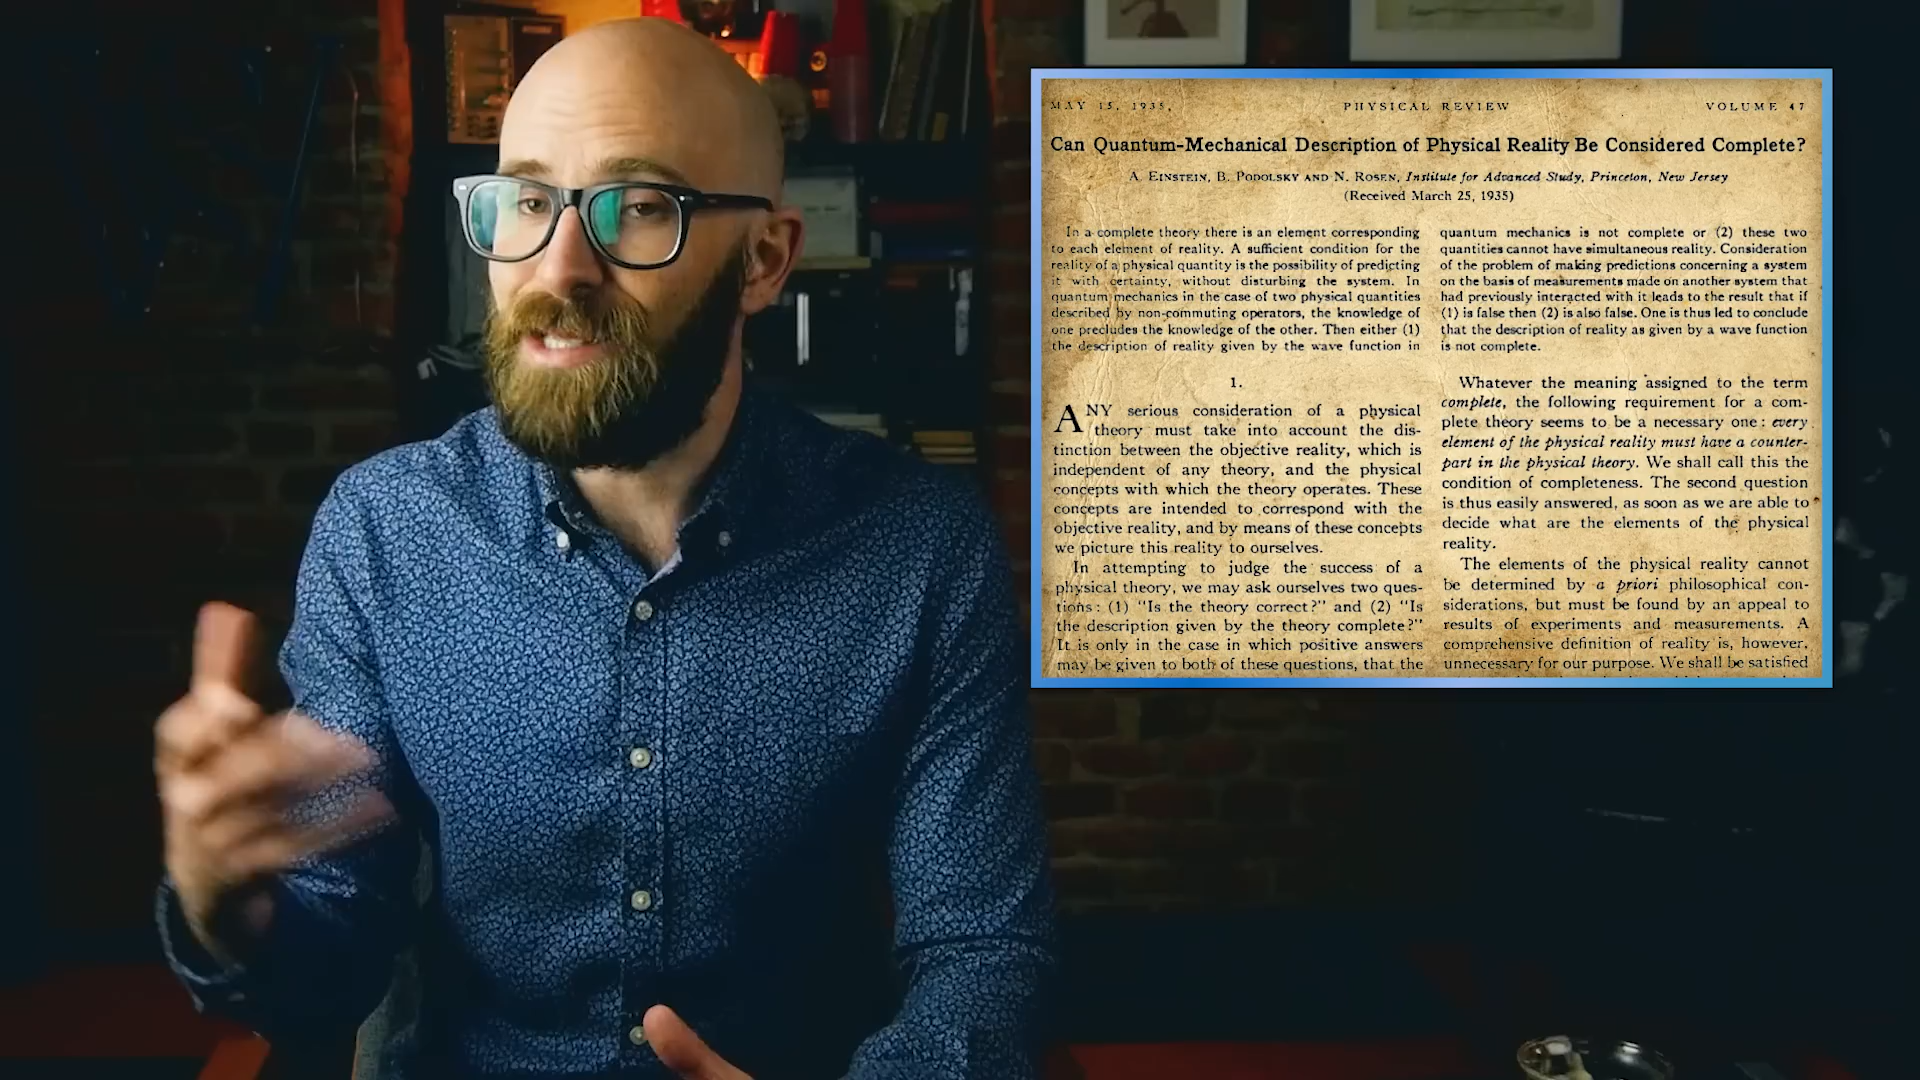 MAY 15, 1935,
PHYSICAL REVIEW
VOLUME 47
Can Quantum-Mechanical Description of Physical Reality Be Considered Complete?
A. EINSTEIN, B. PODOLSKY AND N. ROSEN, Institute for Advanced Study, Princeton, New Jersey
(Received March 25, 1935)
In a complete theory there is an element corresponding
to each element of reality. A sufficient condition for the
reality of a physical quantity is the possibility of predicting
it with certainty, without disturbing the system. In
quantum mechanics in the case of two physical quantities
described by non-commuting operators, the knowledge of
one precludes the knowledge of the other. Then either (1)
the description of reality given by the wave function in
quantum mechanics is not complete or (2) these two
quantities cannot have simultaneous reality. Consideration
of the problem of making predictions concerning a system
on the basis of measurements made on another system that
had previously interacted with it leads to the result that if
(1) is false then (2) is also false. One is thus led to conclude
that the description of reality as given by a wave function
is not complete.
1.
ANY serious consideration of a physical
theory must take into account the dis-
tinction between the objective reality, which is
independent of any theory, and the physical
concepts with which the theory operates. These
concepts are intended to correspond with the
objective reality, and by means of these concepts
we picture this reality to ourselves.
In attempting to judge the success of a
physical theory, we may ask ourselves two ques-
tions: (1) "Is the theory correct?" and (2) "Is
the description given by the theory complete?"
It is only in the case in which positive answers
may be given to both of these questions, that the
Whatever the meaning assigned to the term
complete, the following requirement for a com-
plete theory seems to be a necessary one: every
element of the physical reality must have a counter-
part in the physical theory. We shall call this the
condition of completeness. The second question
is thus easily answered, as soon as we are able to
decide what are the elements of the physical
reality.
The elements of the physical reality cannot
be determined by a priori philosophical con-
siderations, but must be found by an appeal to
results of experiments and measurements. A
comprehensive definition of reality is, however,
unnecessary for our purpose. We shall be satisfied